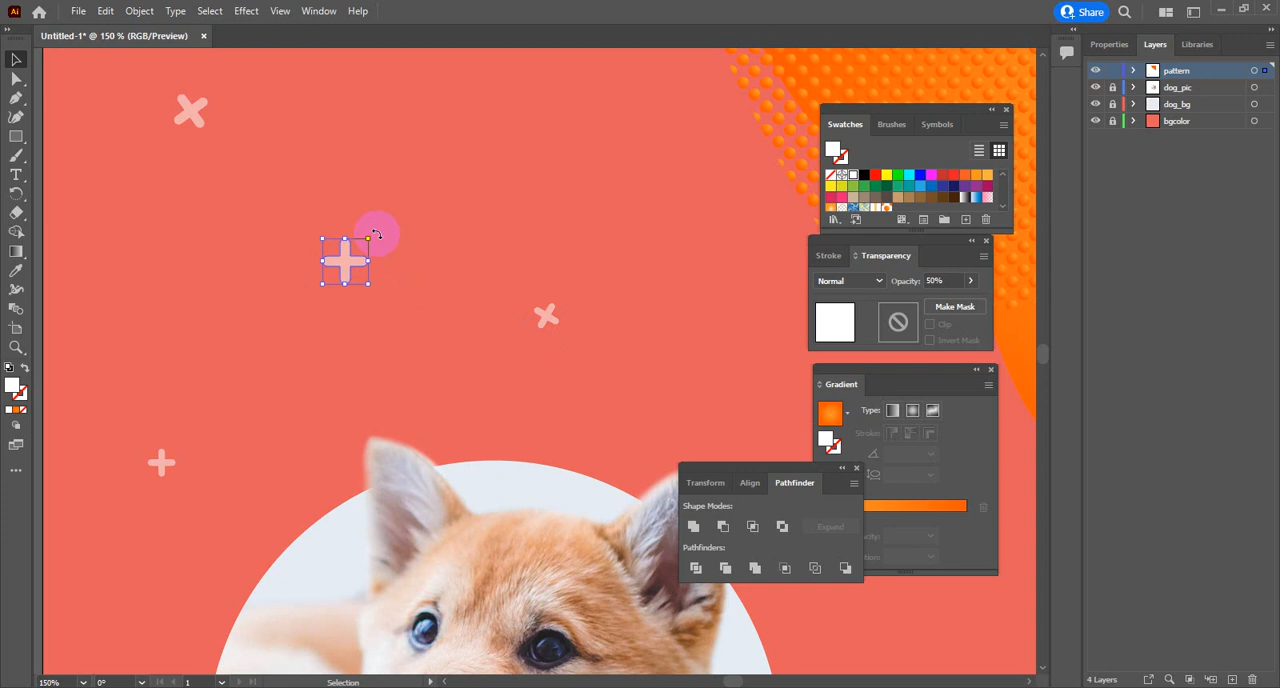 Ai File Edit Object Type Select Effect View Window Help Share
Untitled-1* @ 150 % (RGB/Preview) ×
Properties Layers Libraries
pattern
dog_pic
dog_bg
bgcolor
Swatches Brushes Symbols
Stroke Transparency
Normal Opacity: 50%
Make Mask
Clip
Invert Mask
Gradient
Type:
Stroke:
Transform Align Pathfinder
Shape Modes:
Expand
Pathfinders:
150% 0° 1 Selection
4 Layers